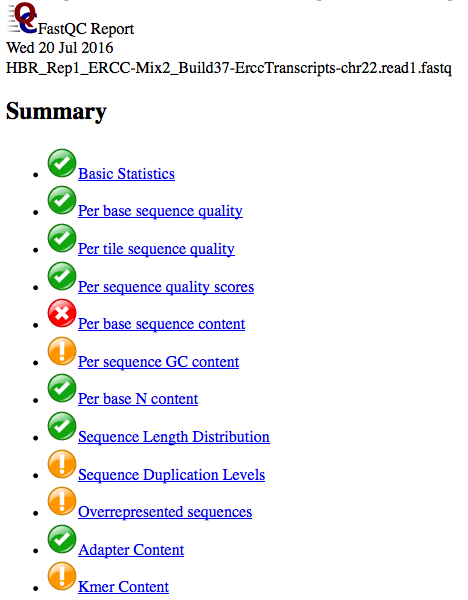 QC FastQC Report
Wed 20 Jul 2016
HBR_Rep1_ERCC-Mix2_Build37-ErccTranscripts-chr22.read1.fastq
Summary
Basic Statistics
Per base sequence quality
Per tile sequence quality
Per sequence quality scores
Per base sequence content
Per sequence GC content
Per base N content
Sequence Length Distribution
Sequence Duplication Levels
Overrepresented sequences
Adapter Content
Kmer Content